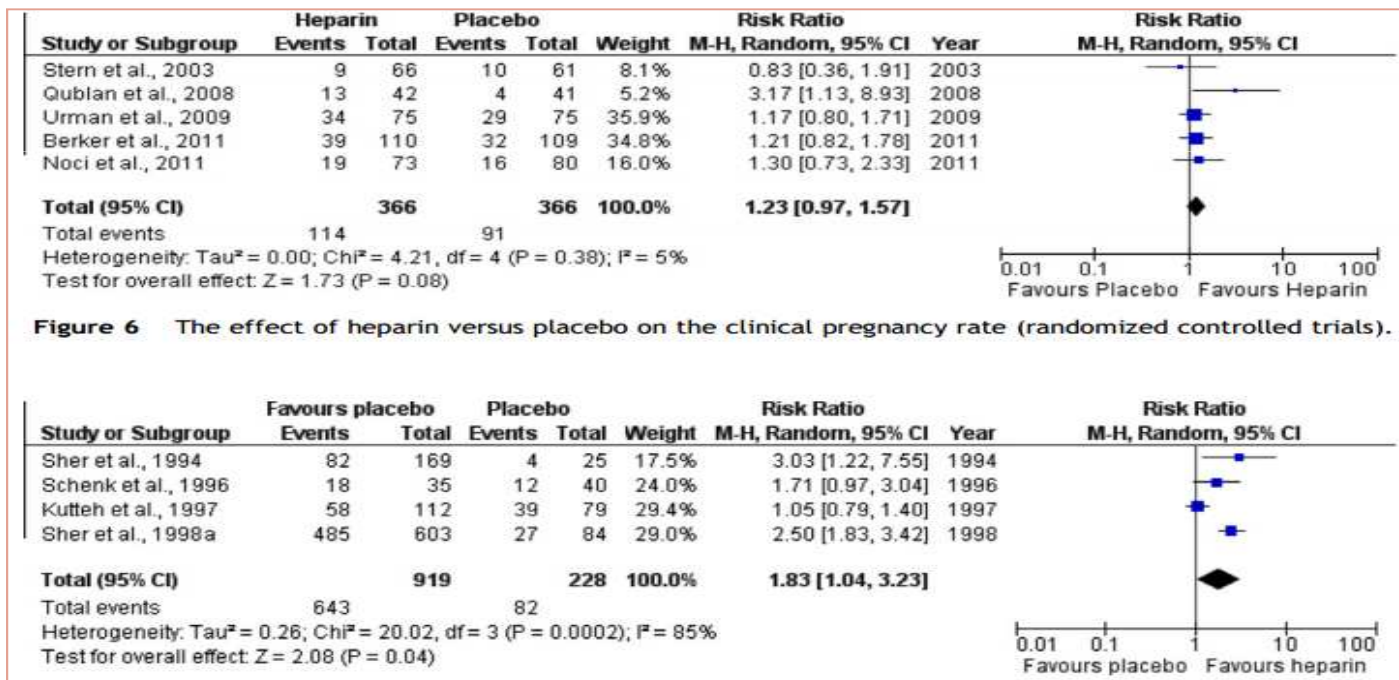 Heparin Placebo Risk Ratio Risk Ratio
Study or Subgroup Events Total Events Total Weight M-H, Random, 95% CI Year M-H, Random, 95% CI
Stern et al., 2003 9 66 10 61 8.1% 0.83 [0.36, 1.91] 2003
Qublan et al., 2008 13 42 4 41 5.2% 3.17 [1.13, 8.93] 2008
Urman et al., 2009 34 75 29 75 35.9% 1.17 [0.80, 1.71] 2009
Berker et al., 2011 39 110 32 109 34.8% 1.21 [0.82, 1.78] 2011
Noci et al., 2011 19 73 16 80 16.0% 1.30 [0.73, 2.33] 2011
Total (95% CI) 366 366 100.0% 1.23 [0.97, 1.57]
Total events 114 91
Heterogeneity: Tau² = 0.00; Chi² = 4.21, df = 4 (P = 0.38); I² = 5%
Test for overall effect: Z = 1.73 (P = 0.08)
0.01 0.1 1 10 100
Favours Placebo Favours Heparin
Figure 6 The effect of heparin versus placebo on the clinical pregnancy rate (randomized controlled trials).
Favours placebo Placebo Risk Ratio Risk Ratio
Study or Subgroup Events Total Events Total Weight M-H, Random, 95% CI Year M-H, Random, 95% CI
Sher et al., 1994 82 169 4 25 17.5% 3.03 [1.22, 7.55] 1994
Schenk et al., 1996 18 35 12 40 24.0% 1.71 [0.97, 3.04] 1996
Kutteh et al., 1997 58 112 39 79 29.4% 1.05 [0.79, 1.40] 1997
Sher et al., 1998a 485 603 27 84 29.0% 2.50 [1.83, 3.42] 1998
Total (95% CI) 919 228 100.0% 1.83 [1.04, 3.23]
Total events 643 82
Heterogeneity: Tau² = 0.26; Chi² = 20.02, df = 3 (P = 0.0002); I² = 85%
Test for overall effect: Z = 2.08 (P = 0.04)
0.01 0.1 1 10 100
Favours placebo Favours heparin